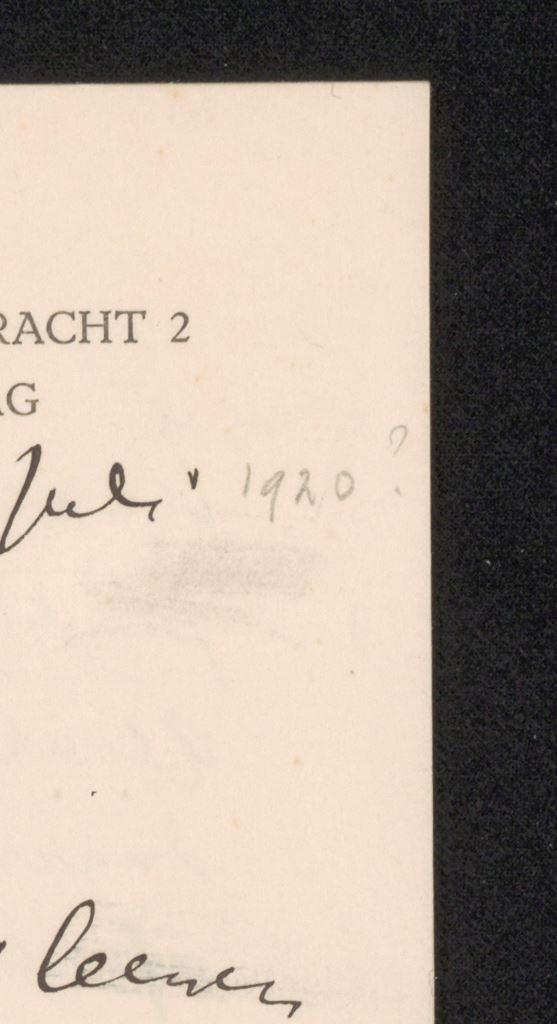 RACHT 2
AG
Juli 1920?
leenen